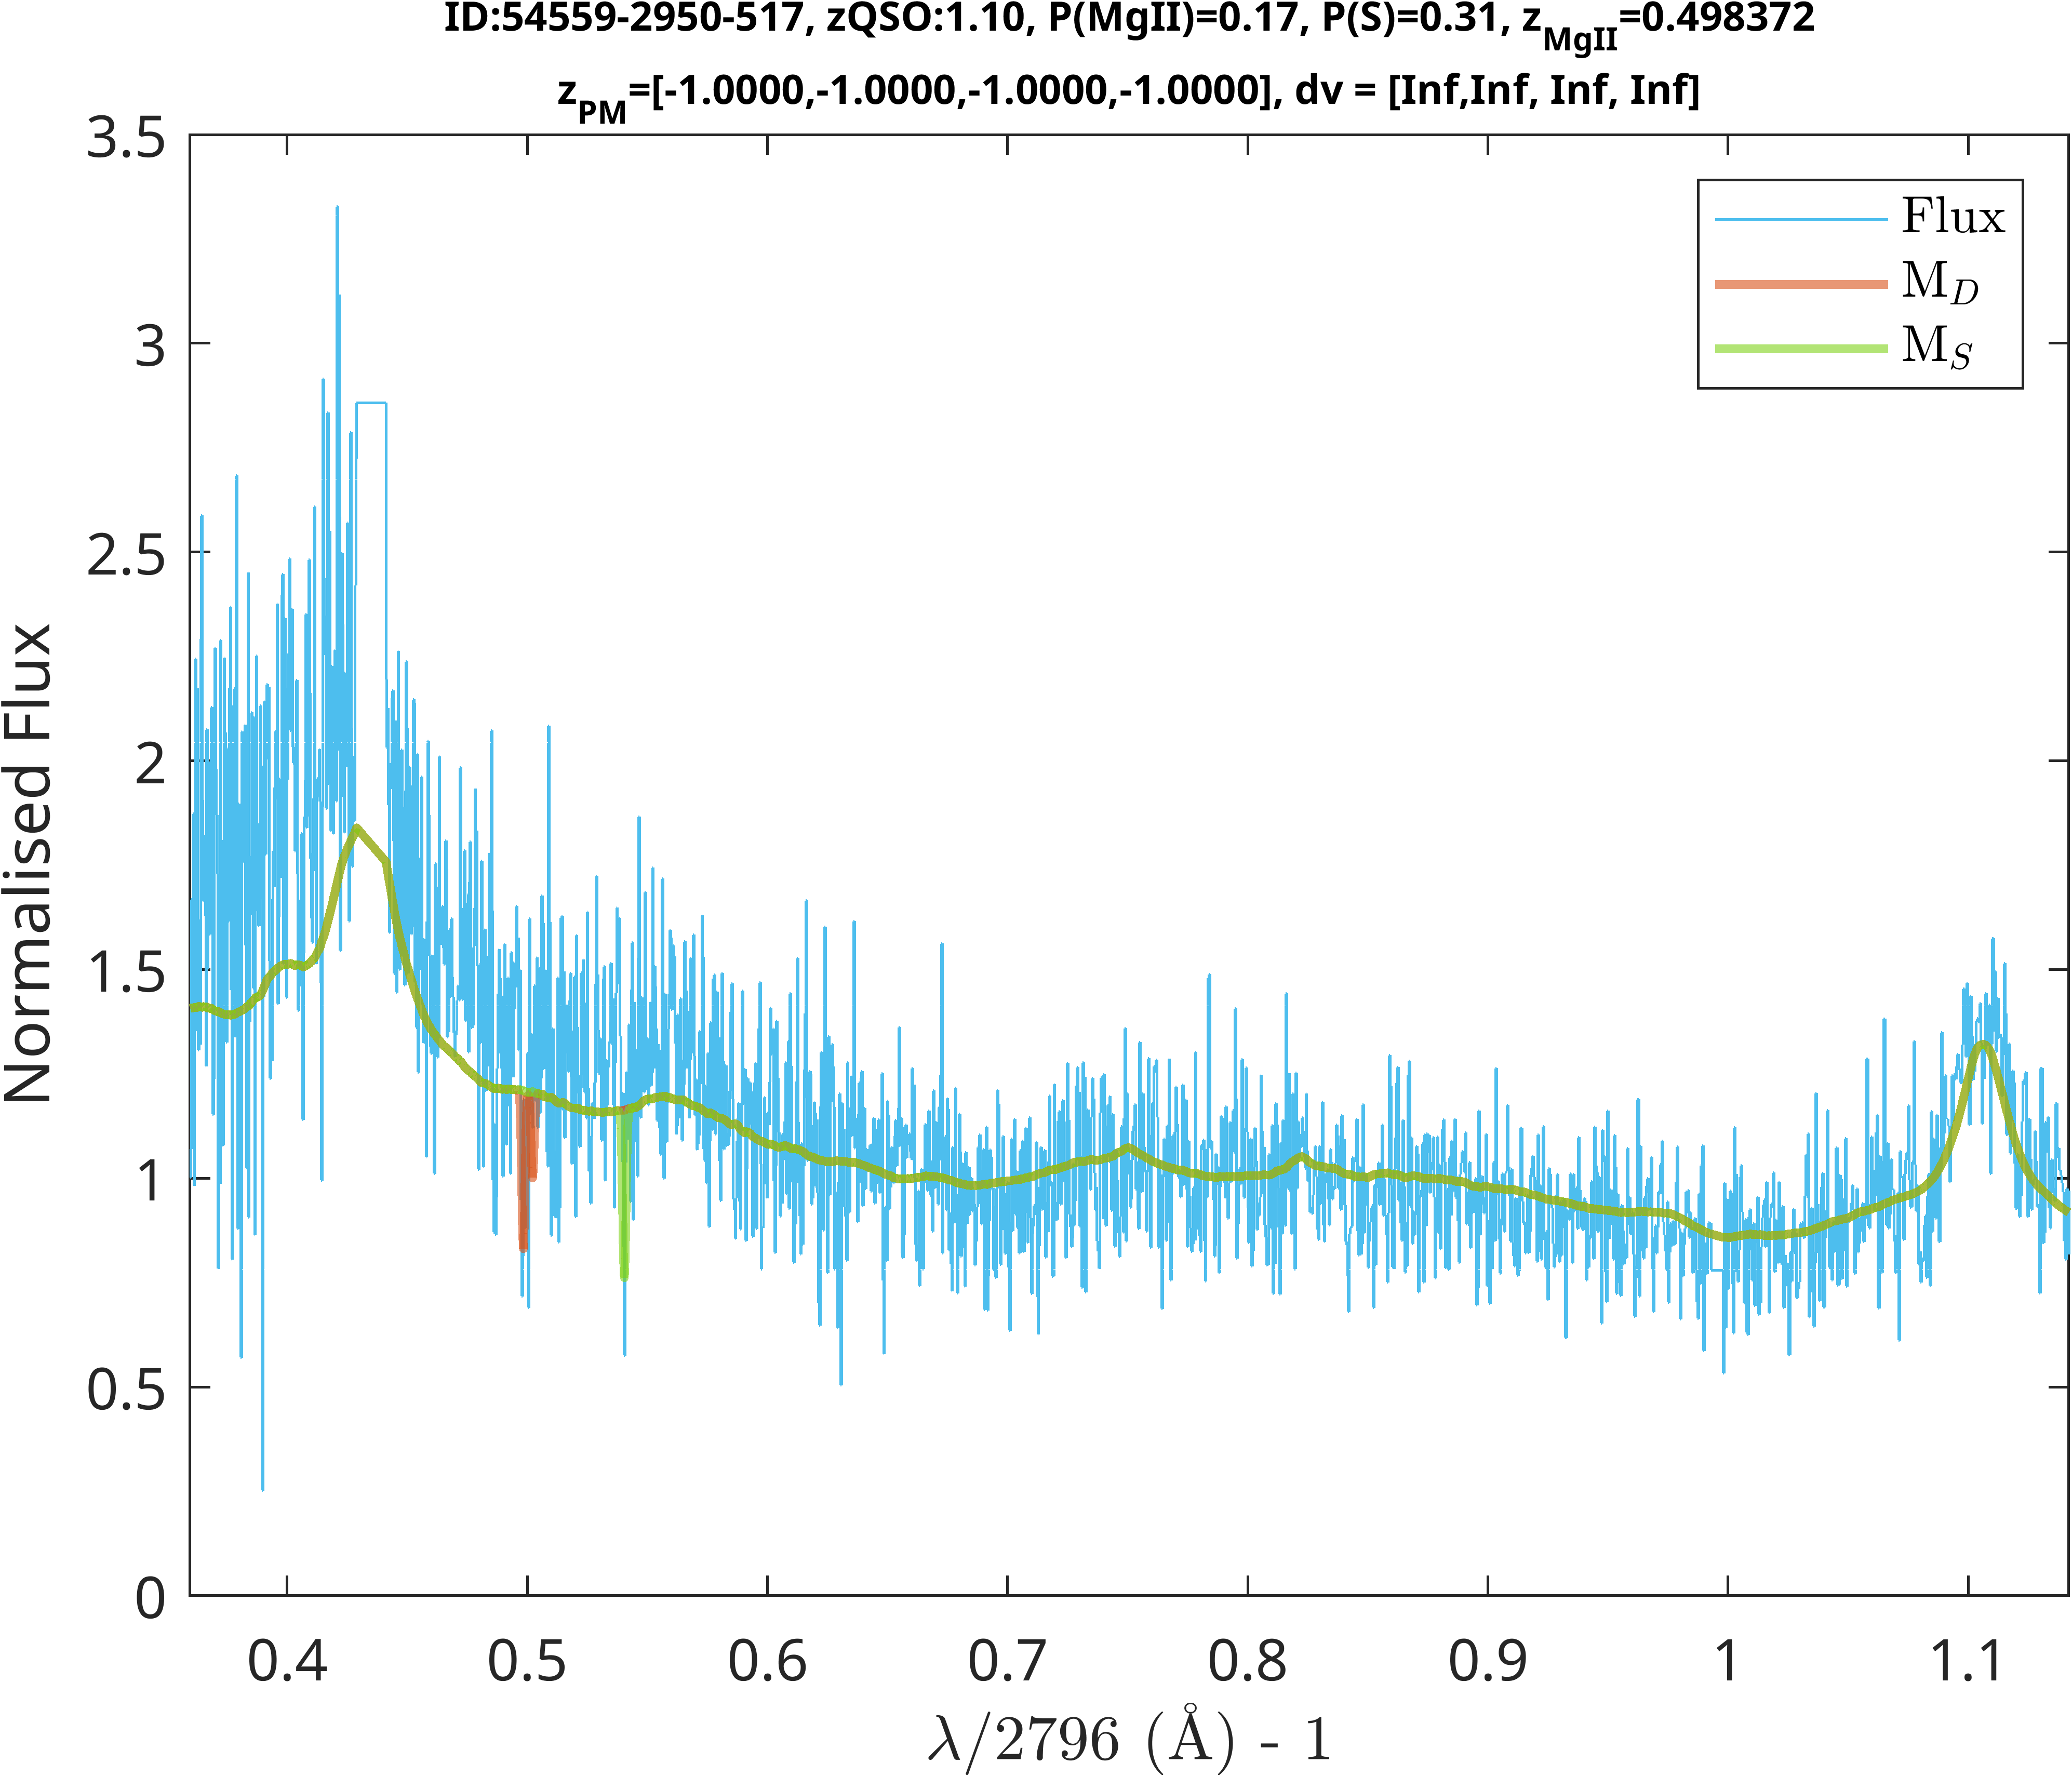 ID:54559-2950-517, zQSO:1.10, P(MgII)=0.17, P(S)=0.31, zMgII=0.498372
zPM=[-1.0000,-1.0000,-1.0000,-1.0000], dv = [Inf,Inf, Inf, Inf]
3.5
3
2.5
2
1.5
1
0.5
0
Normalised Flux
Flux
MD
MS
0.4 0.5 0.6 0.7 0.8 0.9 1 1.1
λ/2796 (Å) - 1